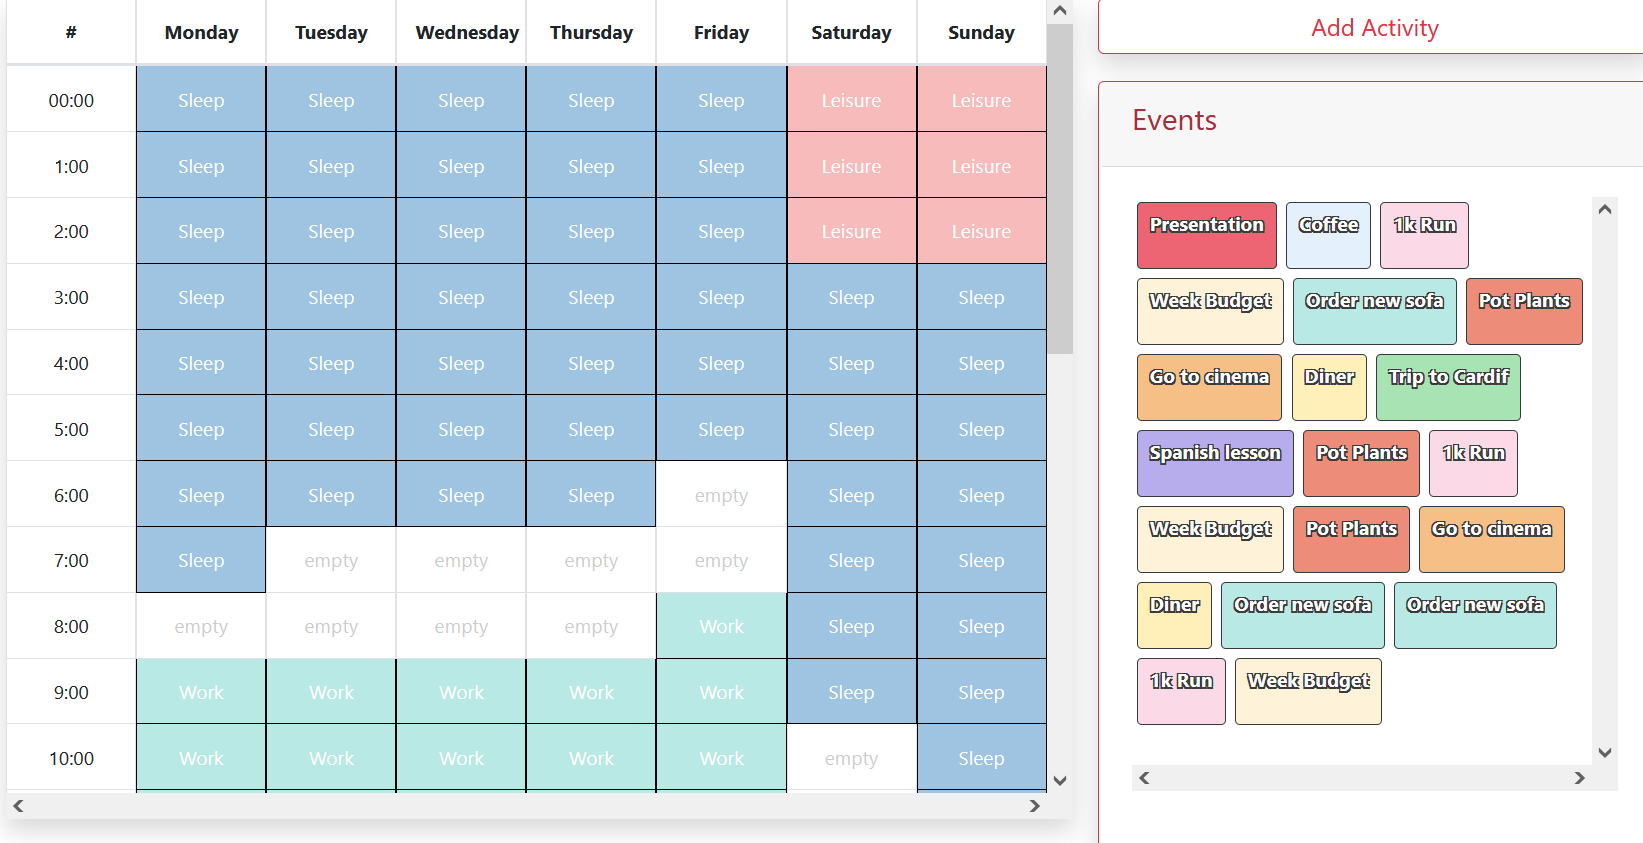 # Monday Tuesday Wednesday Thursday Friday Saturday Sunday
00:00 Sleep Sleep Sleep Sleep Sleep Leisure Leisure
1:00 Sleep Sleep Sleep Sleep Sleep Leisure Leisure
2:00 Sleep Sleep Sleep Sleep Sleep Leisure Leisure
3:00 Sleep Sleep Sleep Sleep Sleep Sleep Sleep
4:00 Sleep Sleep Sleep Sleep Sleep Sleep Sleep
5:00 Sleep Sleep Sleep Sleep Sleep Sleep Sleep
6:00 Sleep Sleep Sleep Sleep empty Sleep Sleep
7:00 Sleep empty empty empty empty Sleep Sleep
8:00 empty empty empty empty Work Sleep Sleep
9:00 Work Work Work Work Work Sleep Sleep
10:00 Work Work Work Work Work empty Sleep
Add Activity
Events
Presentation Coffee 1k Run
Week Budget Order new sofa Pot Plants
Go to cinema Diner Trip to Cardif
Spanish lesson Pot Plants 1k Run
Week Budget Pot Plants Go to cinema
Diner Order new sofa Order new sofa
1k Run Week Budget